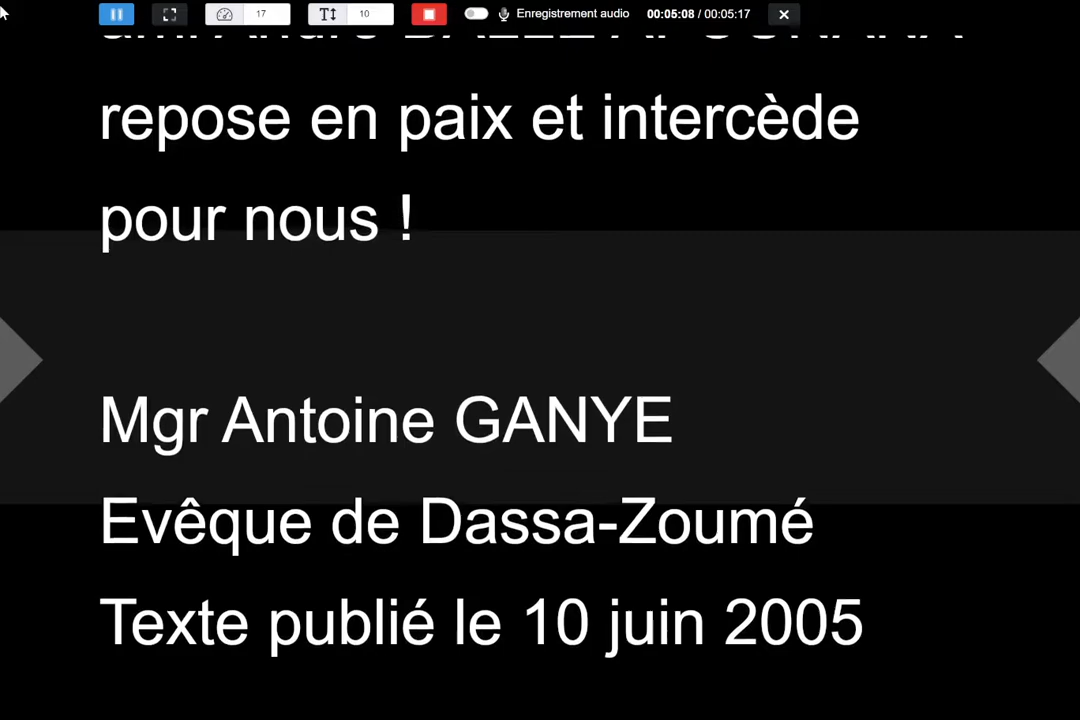 17 10 Enregistrement audio 00:05:08 / 00:05:17
repose en paix et intercède
pour nous !
Mgr Antoine GANYE
Evêque de Dassa-Zoumé
Texte publié le 10 juin 2005